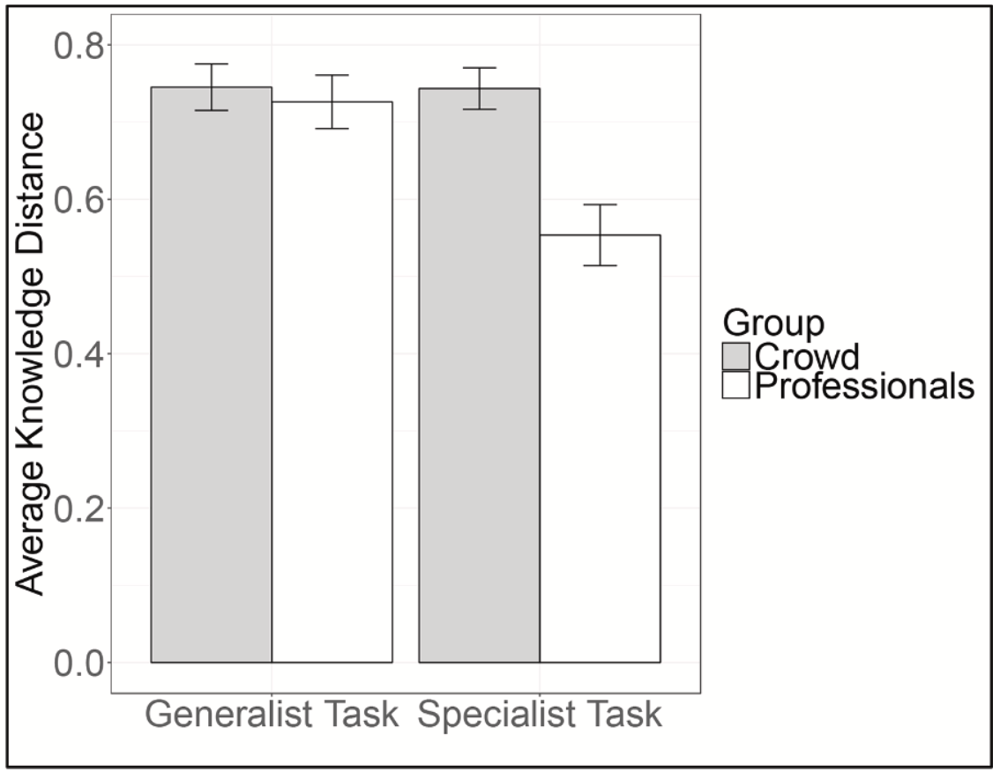 Average Knowledge Distance
0.8
0.6
0.4
0.2
0.0
Generalist Task
Specialist Task
Group
Crowd
Professionals